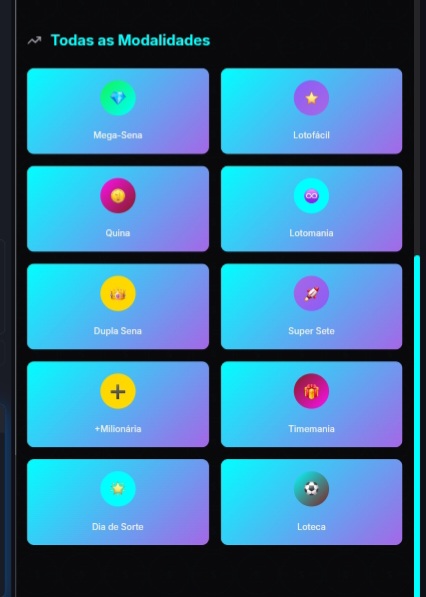 Todas as Modalidades
Mega-Sena
Lotofácil
Quina
Lotomania
Dupla Sena
Super Sete
+Milionária
Timemania
Dia de Sorte
Loteca